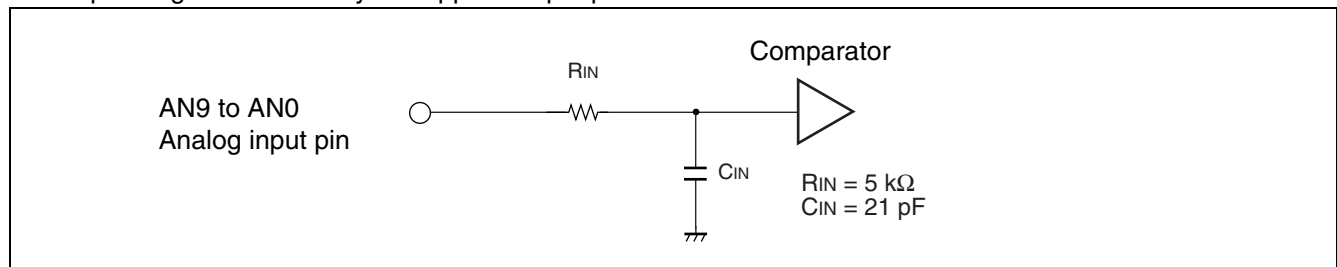 Comparator
RIN
AN9 to AN0
Analog input pin
CIN
RIN = 5 kΩ
CIN = 21 pF